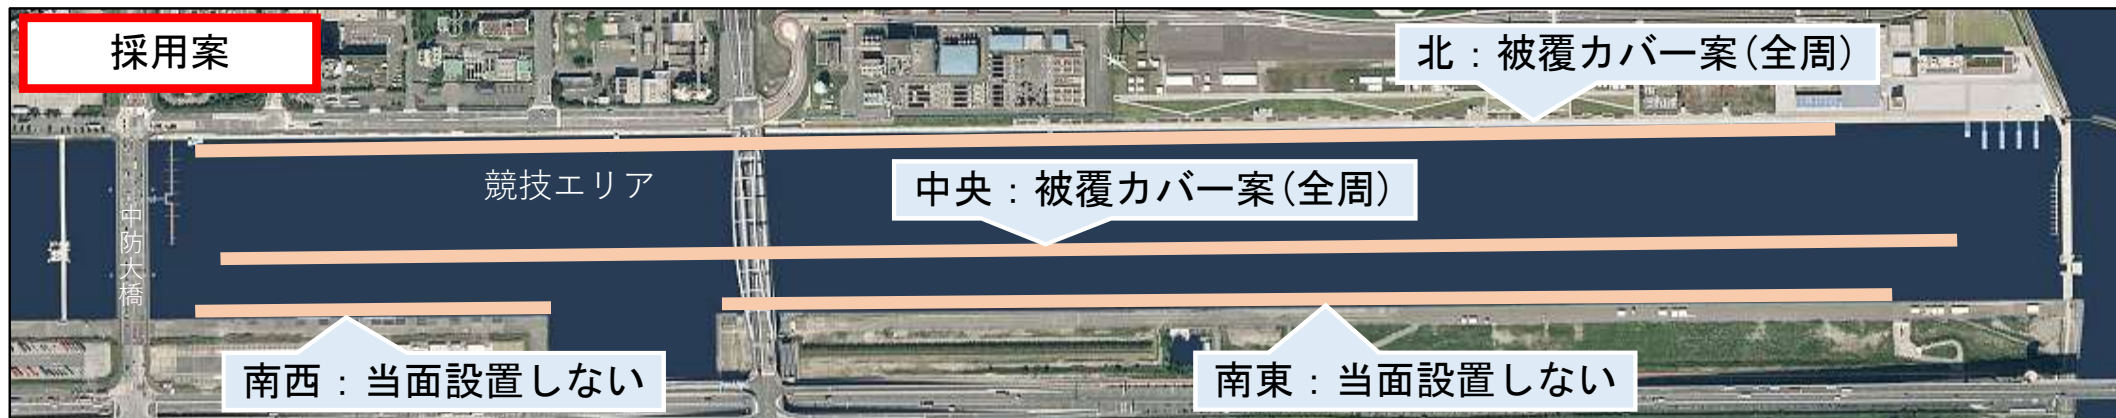 採用案
北：被覆カバー案(全周)
競技エリア
中央：被覆カバー案(全周)
中防大橋
南西：当面設置しない
南東：当面設置しない